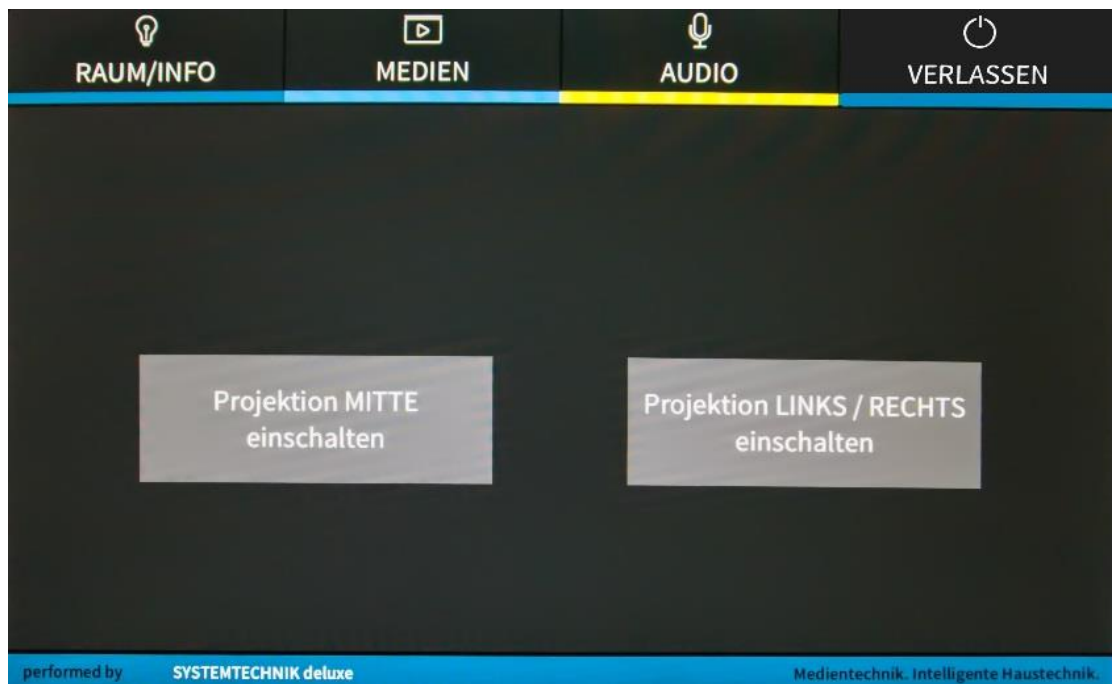 RAUM/INFO
MEDIEN
AUDIO
VERLASSEN
Projektion MITTE
einschalten
Projektion LINKS / RECHTS
einschalten
performed by SYSTEMTECHNIK deluxe
Medientechnik. Intelligente Haustechnik.